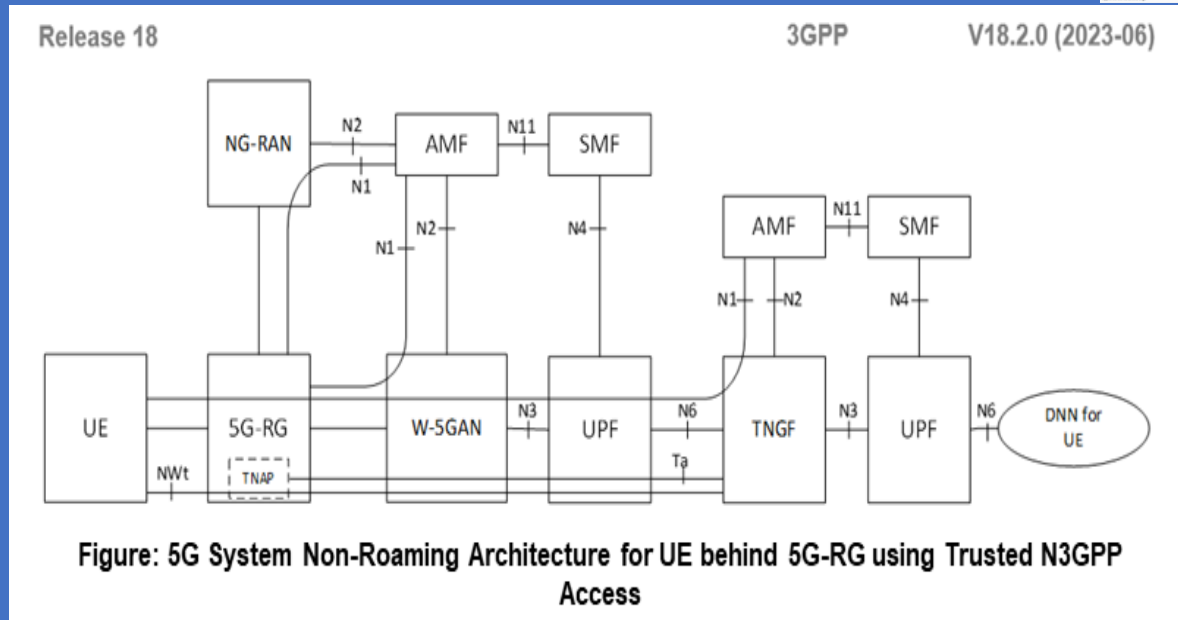 Release 18 3GPP V18.2.0 (2023-06)
NG-RAN
N2
AMF
N11
SMF
N1
N1
N2
N4
AMF
N11
SMF
N1
N2
N4
UE
5G-RG
W-5GAN
N3
UPF
N6
TNGF
N3
UPF
N6
DNN for
UE
NWt
TNAP
Ta
Figure: 5G System Non-Roaming Architecture for UE behind 5G-RG using Trusted N3GPP
Access